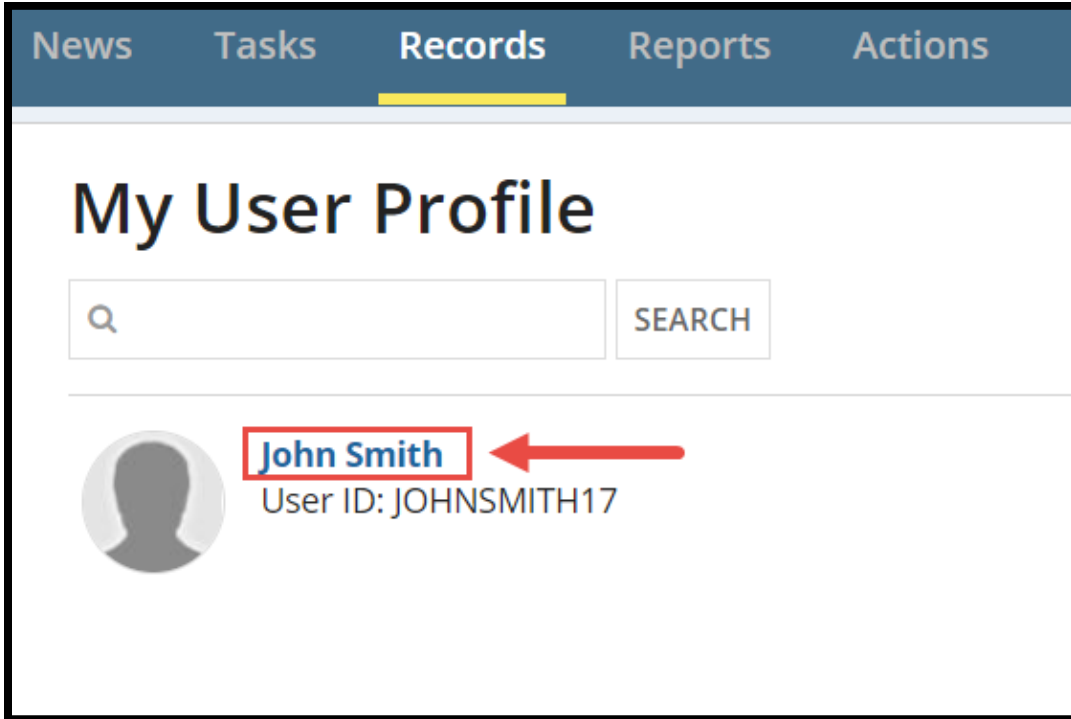 News Tasks Records Reports Actions
My User Profile
SEARCH
John Smith
User ID: JOHNSMITH17